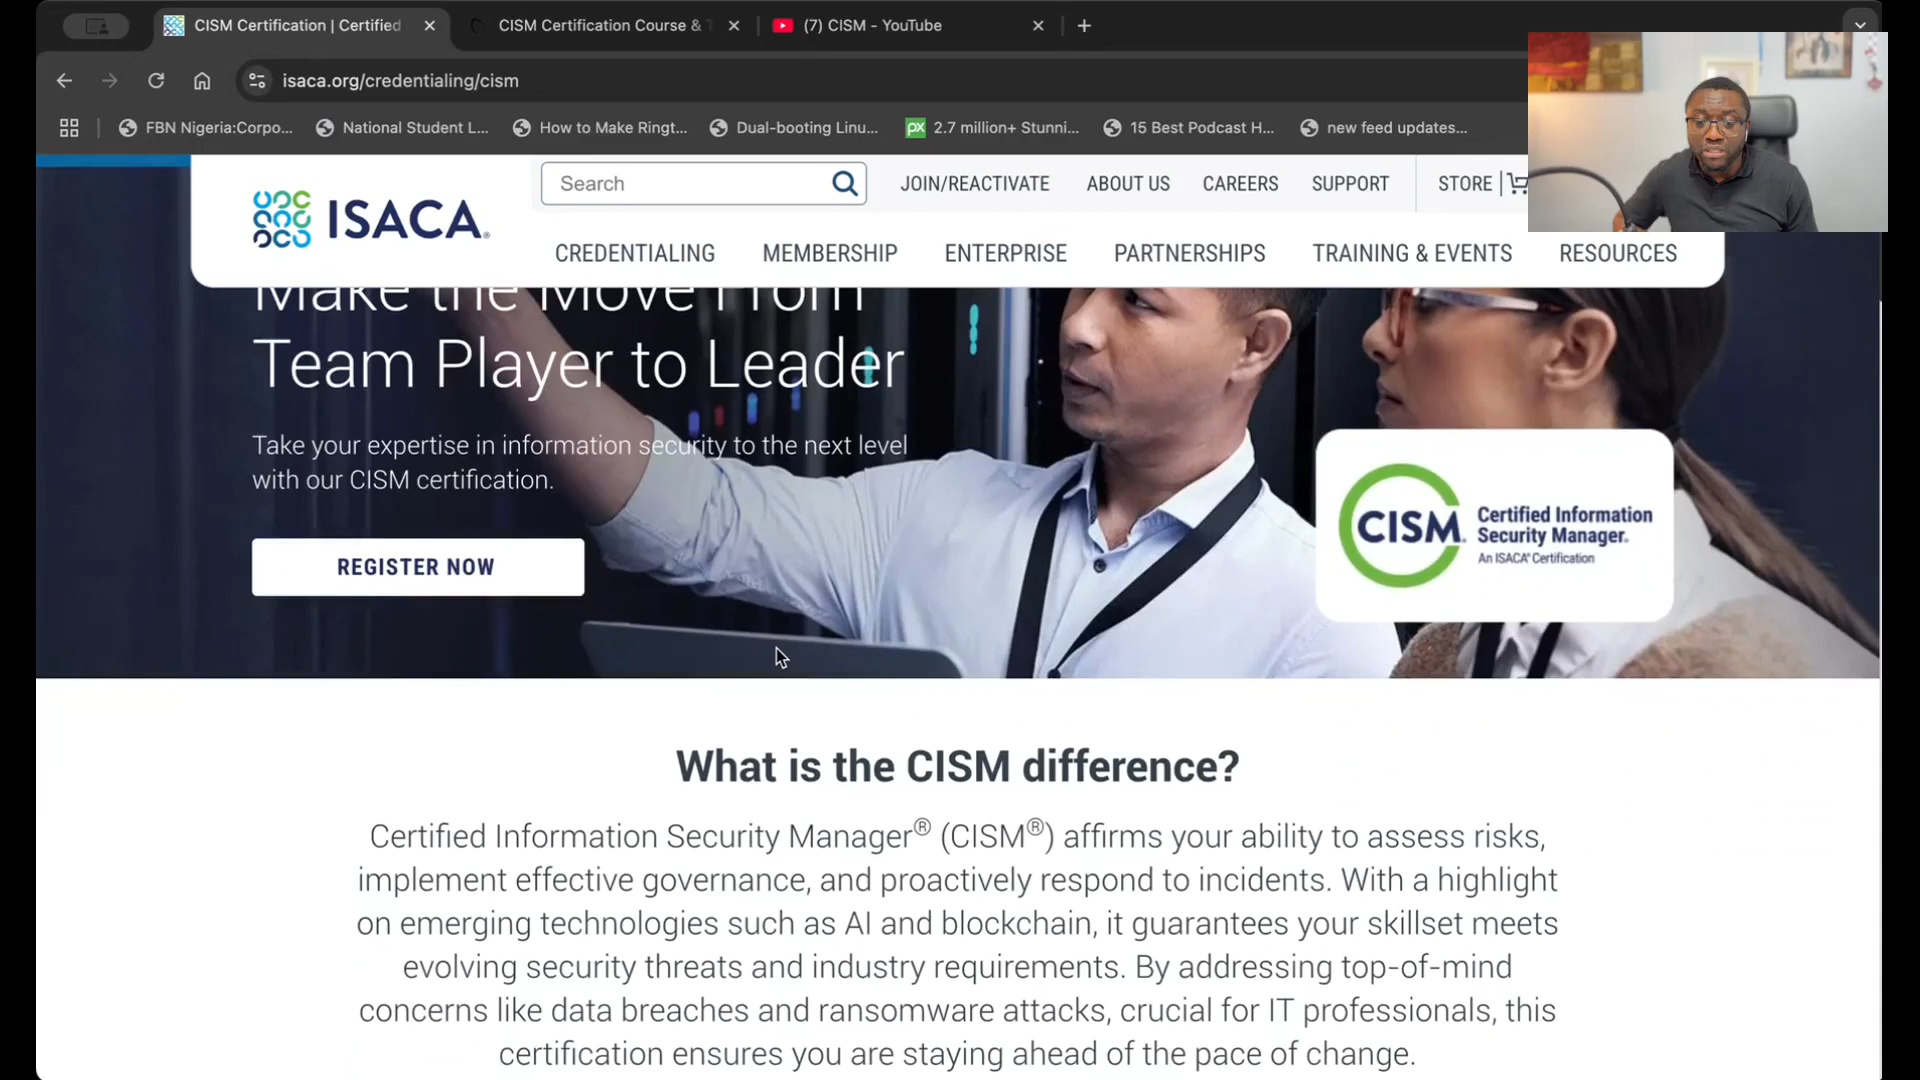 CISM Certification | Certified
CISM Certification Course & T
(7) CISM - YouTube
isaca.org/credentialing/cism
FBN Nigeria:Corpo...
National Student L...
How to Make Ringt...
Dual-booting Linu...
px 2.7 million+ Stunni...
15 Best Podcast H...
new feed updates...
Search
JOIN/REACTIVATE
ABOUT US
CAREERS
SUPPORT
STORE |
ISACA®
CREDENTIALING
MEMBERSHIP
ENTERPRISE
PARTNERSHIPS
TRAINING & EVENTS
RESOURCES
Make the Move From
Team Player to Leader
Take your expertise in information security to the next level
with our CISM certification.
REGISTER NOW
CISM®
Certified Information
Security Manager®
An ISACA® Certification
What is the CISM difference?
Certified Information Security Manager® (CISM®) affirms your ability to assess risks,
implement effective governance, and proactively respond to incidents. With a highlight
on emerging technologies such as AI and blockchain, it guarantees your skillset meets
evolving security threats and industry requirements. By addressing top-of-mind
concerns like data breaches and ransomware attacks, crucial for IT professionals, this
certification ensures you are staying ahead of the pace of change.